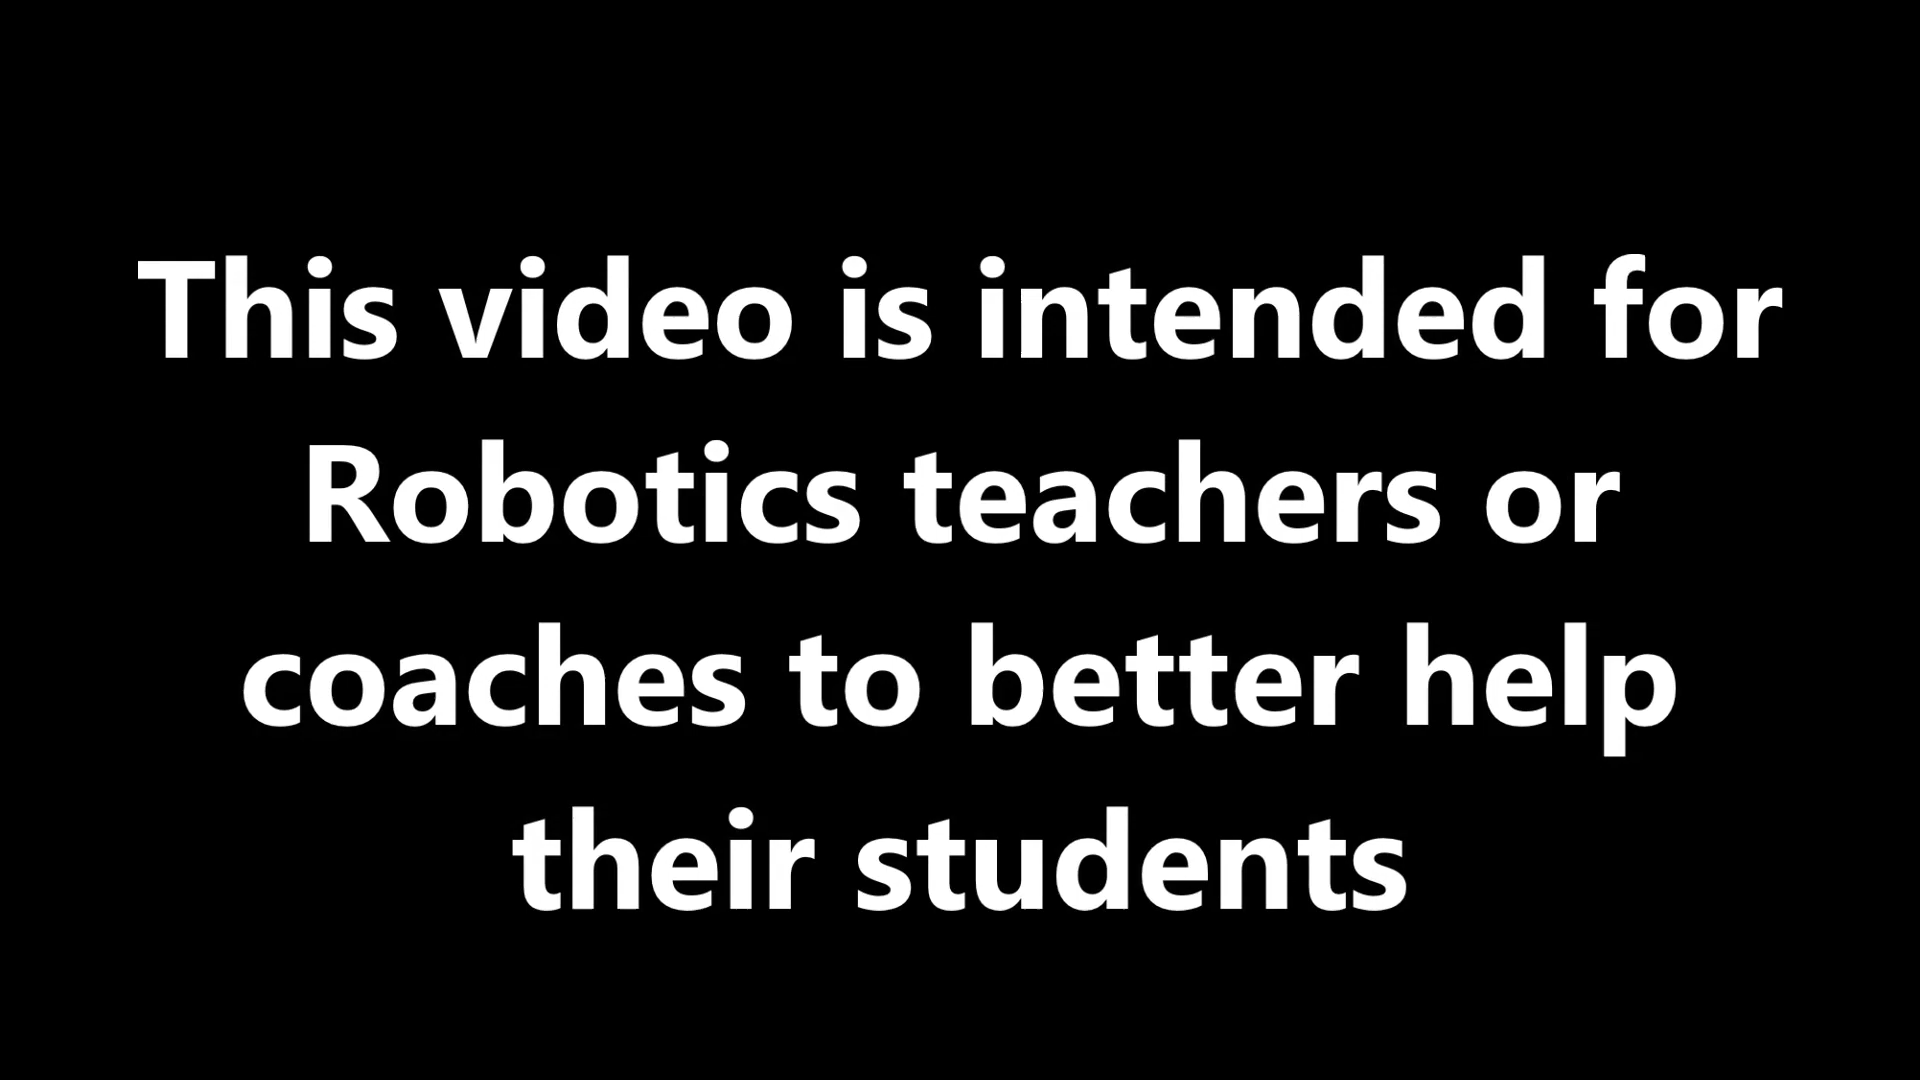 This video is intended for
Robotics teachers or
coaches to better help
their students